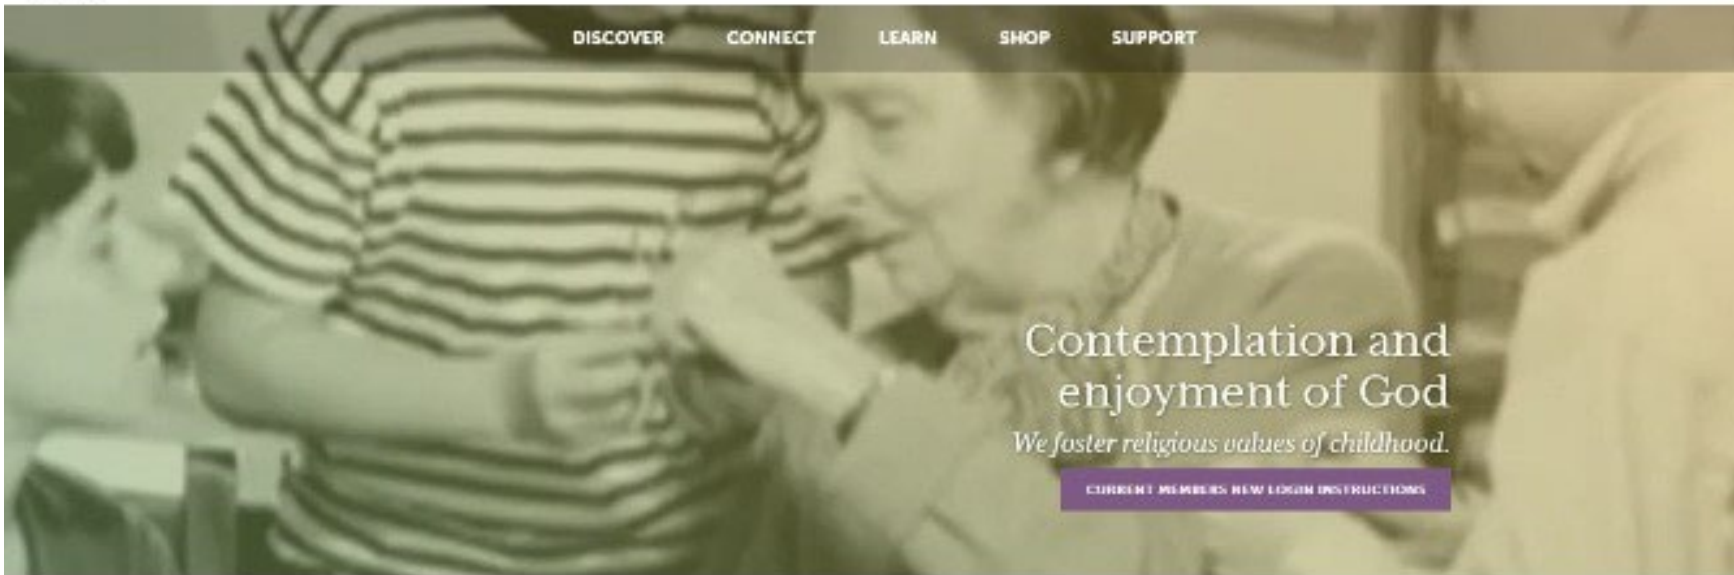 DISCOVER CONNECT LEARN SHOP SUPPORT
Contemplation and
enjoyment of God
We foster religious values of childhood.
CURRENT MEMBERS NEW LOGIN INSTRUCTIONS